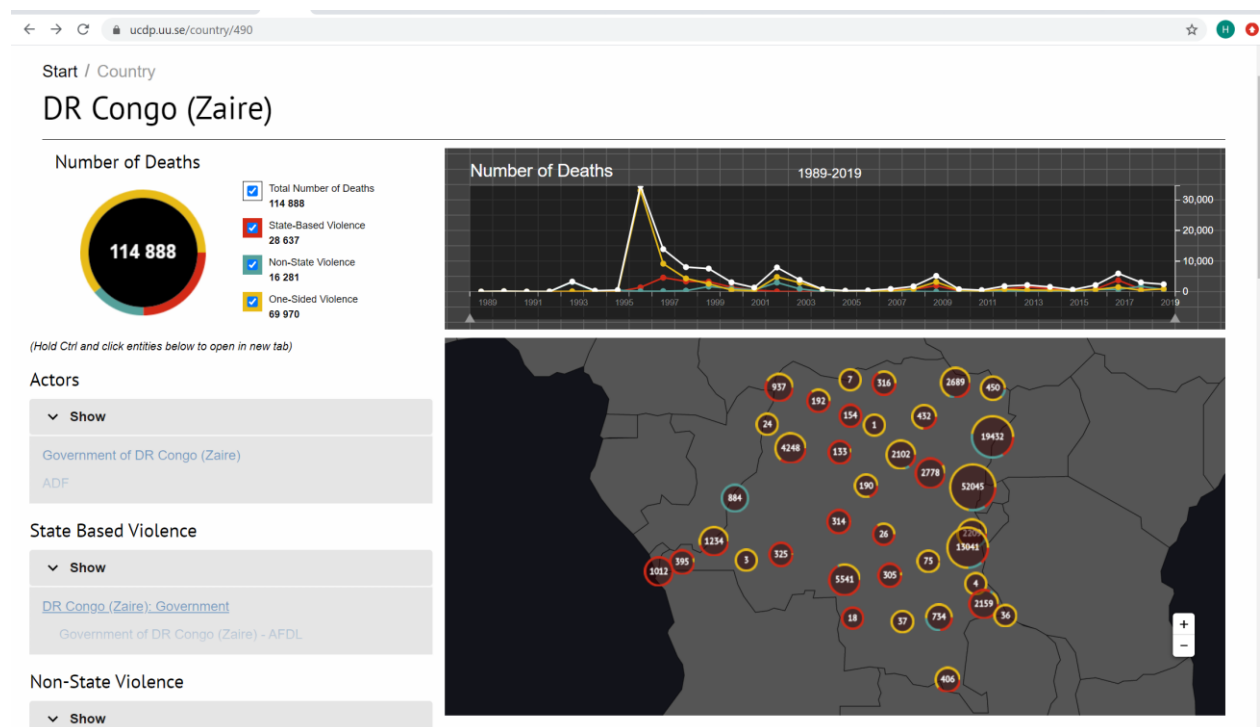 ucdp.uu.se/country/490
H
Start / Country
DR Congo (Zaire)
Number of Deaths
114 888
Total Number of Deaths
114 888
State-Based Violence
28 637
Non-State Violence
16 281
One-Sided Violence
69 970
(Hold Ctrl and click entities below to open in new tab)
Actors
Show
Government of DR Congo (Zaire)
ADF
State Based Violence
Show
DR Congo (Zaire): Government
Government of DR Congo (Zaire) - AFDL
Non-State Violence
Show
Number of Deaths 1989-2019
30,000
20,000
10,000
0
1989 1991 1993 1995 1997 1999 2001 2003 2005 2007 2009 2011 2013 2015 2017 2019
937 7 316 2689 450
192 154 432
24 1 19432
4248 133 2102
2778
190 52045
884
314
26
1234 13041
395 3 325 75
1012 5541 305 4
2159
18 37 734 36
406
+
−